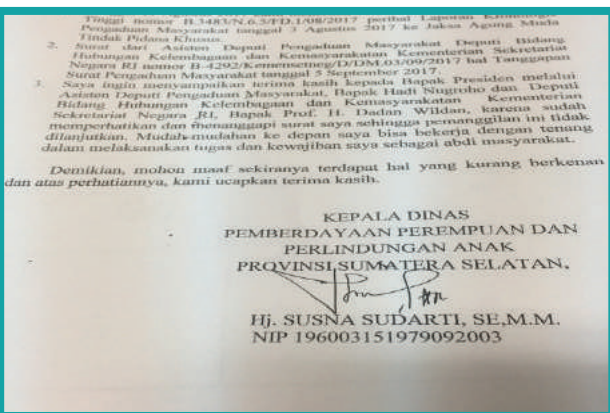 Tinggi nomor B.3483/N.6.3/FD.1/08/2017 perihal Laporan
Pengaduan Masyarakat tanggal 3 Agustus 2017 ke Jaksa Agung Muda
Tindak Pidana Khusus.
2. Surat dari Asisten Deputi Pengaduan Masyarakat Deputi Bidang
Hubungan Kelembagaan dan Kemasyarakatan Kementerian Sekretariat
Negara RI nomor B-4292/Kemensetneg/D/DM.03/09/2017 hal Tanggapan
Surat Pengaduan Masyarakat tanggal 5 September 2017.
3. Saya ingin menyampaikan terima kasih kepada Bapak Presiden melalui
Asisten Deputi Pengaduan Masyarakat, Bapak Hadi Nugroho dan Deputi
Bidang Hubungan Kelembagaan dan Kemasyarakatan Kementerian
Sekretariat Negara RI, Bapak Prof. H. Dadan Wildan, karena sudah
memperhatikan dan menanggapi surat saya sehingga pemanggilan ini tidak
dilanjutkan. Mudah-mudahan ke depan saya bisa bekerja dengan tenang
dalam melaksanakan tugas dan kewajiban saya sebagai abdi masyarakat.
Demikian, mohon maaf sekiranya terdapat hal yang kurang berkenan
dan atas perhatiannya, kami ucapkan terima kasih.
KEPALA DINAS
PEMBERDAYAAN PEREMPUAN DAN
PERLINDUNGAN ANAK
PROVINSI SUMATERA SELATAN,
Hj. SUSNA SUDARTI, SE,M.M.
NIP 196003151979092003